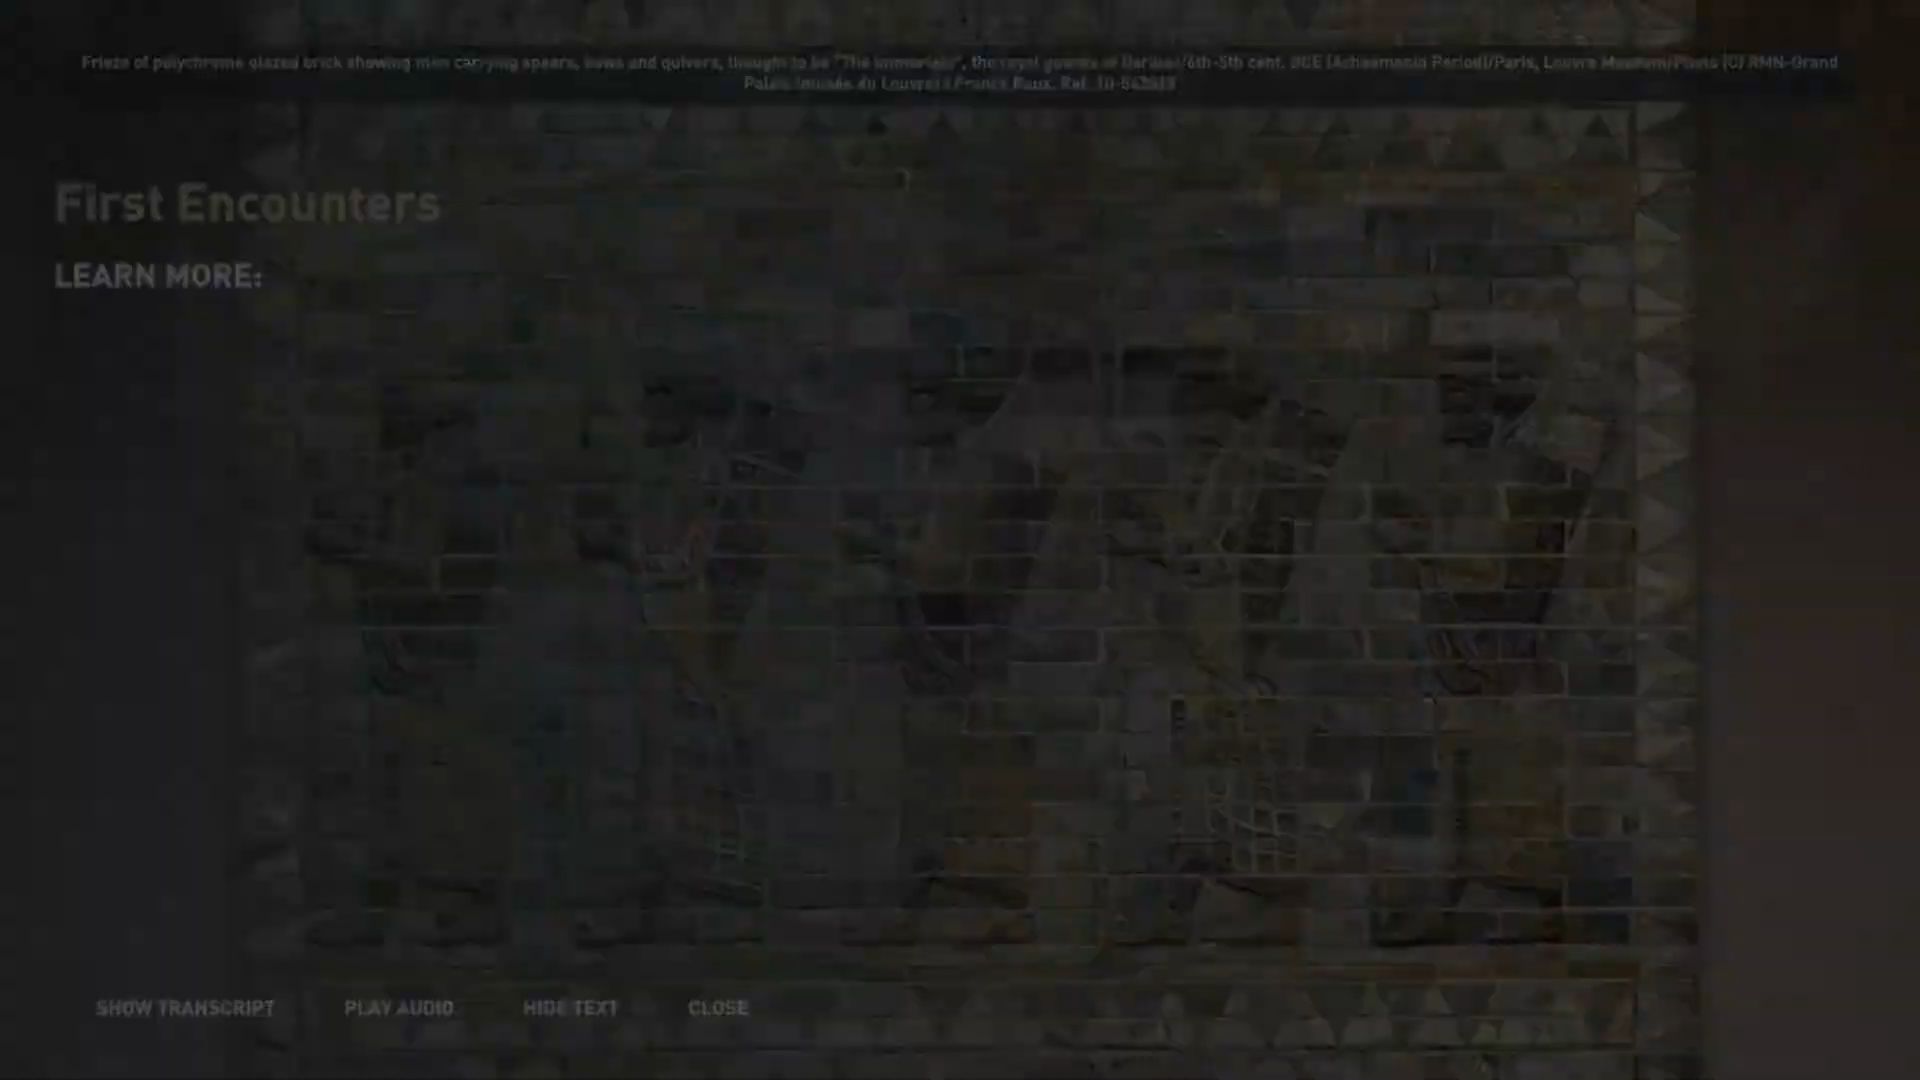 Frieze of polychrome glazed brick showing men carrying spears, bows and quivers, thought to be "The Immortals", the royal guards of Darius/6th-5th cent. BCE (Achaemenid Period)/Paris, Louvre Museum/Photo (C) RMN-Grand
Palais (musée du Louvre) / Franck Raux. Ref. 10-
First Encounters
LEARN MORE:
SHOW TRANSCRIPT PLAY AUDIO HIDE TEXT CLOSE